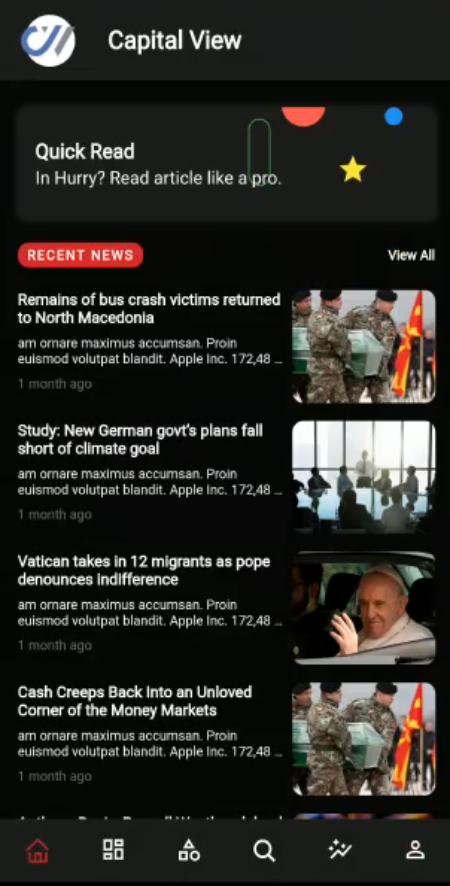 Capital View
Quick Read
In Hurry? Read article like a pro.
RECENT NEWS
View All
Remains of bus crash victims returned
to North Macedonia
am ornare maximus accumsan. Proin
euismod volutpat blandit. Apple Inc. 172,48 ...
1 month ago
Study: New German govt's plans fall
short of climate goal
am ornare maximus accumsan. Proin
euismod volutpat blandit. Apple Inc. 172,48 ...
1 month ago
Vatican takes in 12 migrants as pope
denounces indifference
am ornare maximus accumsan. Proin
euismod volutpat blandit. Apple Inc. 172,48 ...
1 month ago
Cash Creeps Back Into an Unloved
Corner of the Money Markets
am ornare maximus accumsan. Proin
euismod volutpat blandit. Apple Inc. 172,48 ...
1 month ago